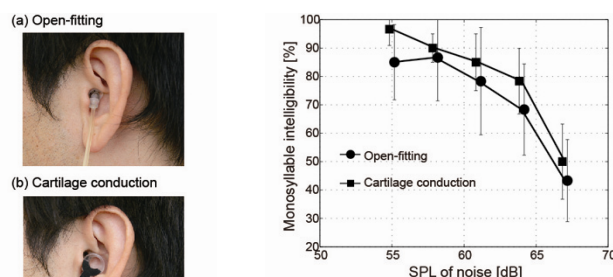 (a) Open-fitting
(b) Cartilage conduction
Monosyllable intelligibility [%]
100
90
80
70
60
50
40
30
20
Open-fitting
Cartilage conduction
50
55
60
65
70
SPL of noise [dB]